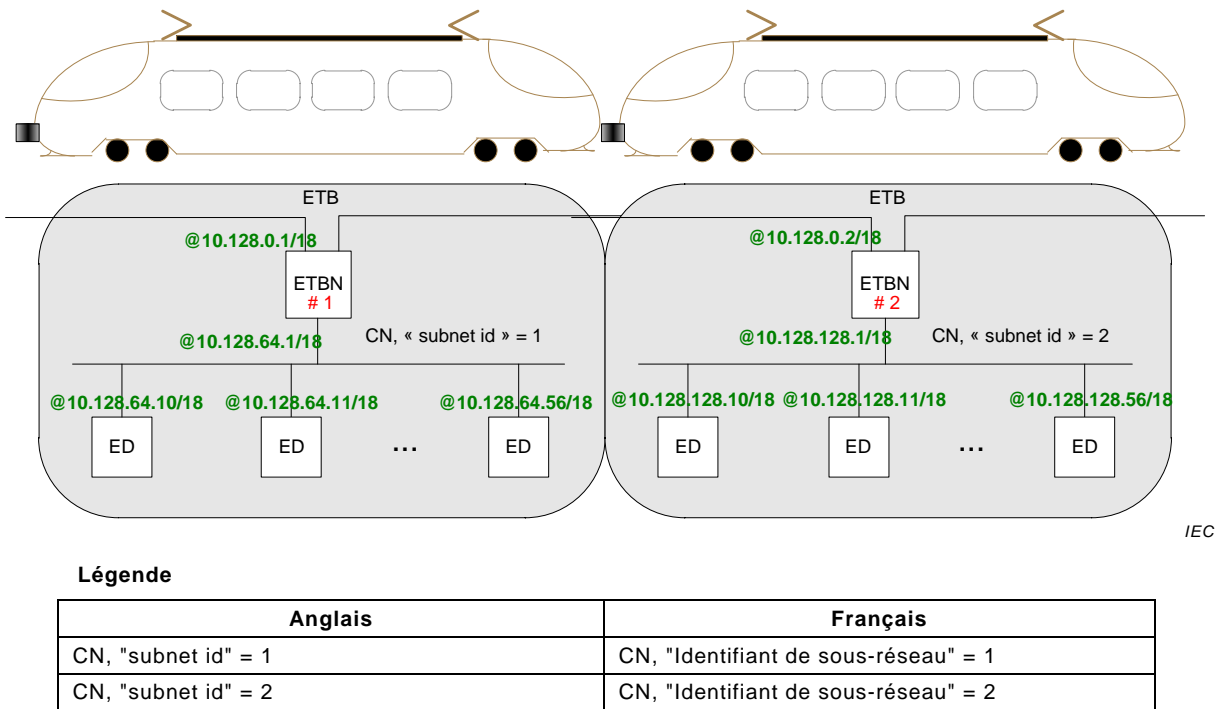 ETB
ETB
@10.128.0.1/18
@10.128.0.2/18
ETBN
# 1
ETBN
# 2
@10.128.64.1/18
CN, « subnet id » = 1
@10.128.128.1/18
CN, « subnet id » = 2
@10.128.64.10/18
@10.128.64.11/18
@10.128.64.56/18
@10.128.128.10/18
@10.128.128.11/18
@10.128.128.56/18
ED
ED
...
ED
ED
ED
...
ED
IEC
Légende
Anglais
Français
CN, "subnet id" = 1
CN, "Identifiant de sous-réseau" = 1
CN, "subnet id" = 2
CN, "Identifiant de sous-réseau" = 2